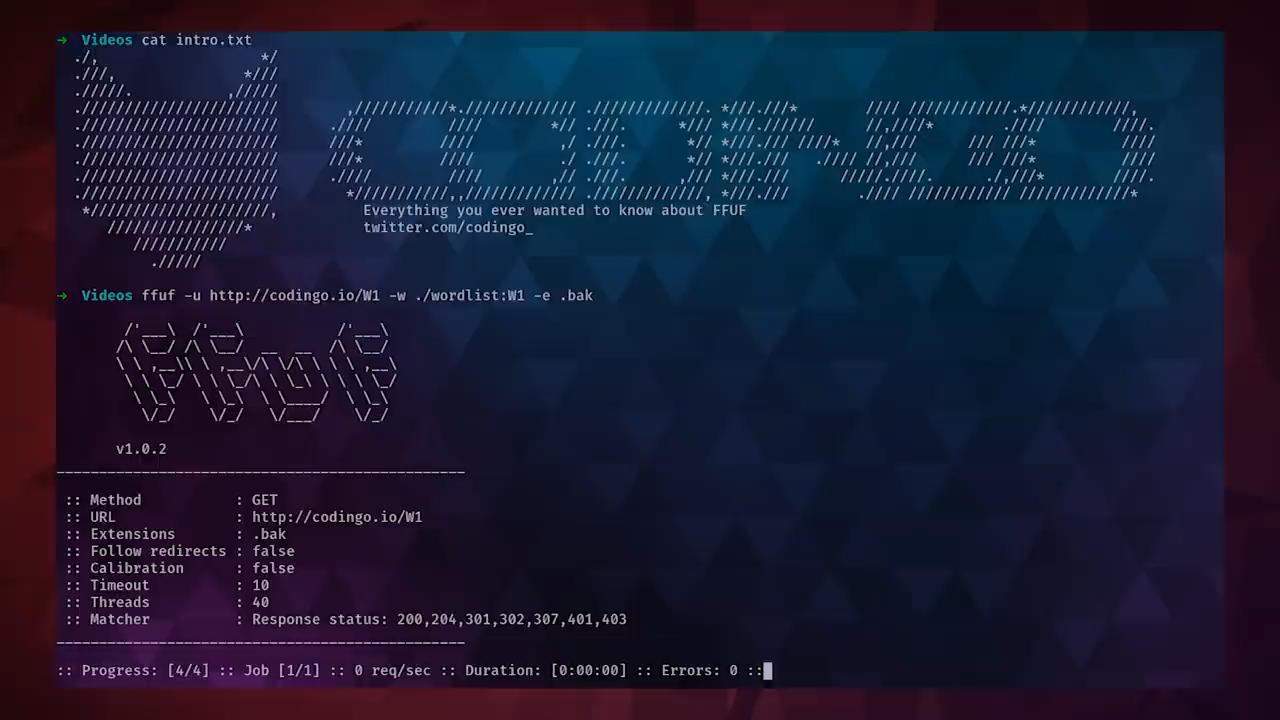 → Videos cat intro.txt
CODINGO
Everything you ever wanted to know about FFUF
twitter.com/codingo_
→ Videos ffuf -u http://codingo.io/W1 -w ./wordlist:W1 -e .bak
ffuf
v1.0.2
________________________________________________
:: Method : GET
:: URL : http://codingo.io/W1
:: Extensions : .bak
:: Follow redirects : false
:: Calibration : false
:: Timeout : 10
:: Threads : 40
:: Matcher : Response status: 200,204,301,302,307,401,403
________________________________________________
:: Progress: [4/4] :: Job [1/1] :: 0 req/sec :: Duration: [0:00:00] :: Errors: 0 ::